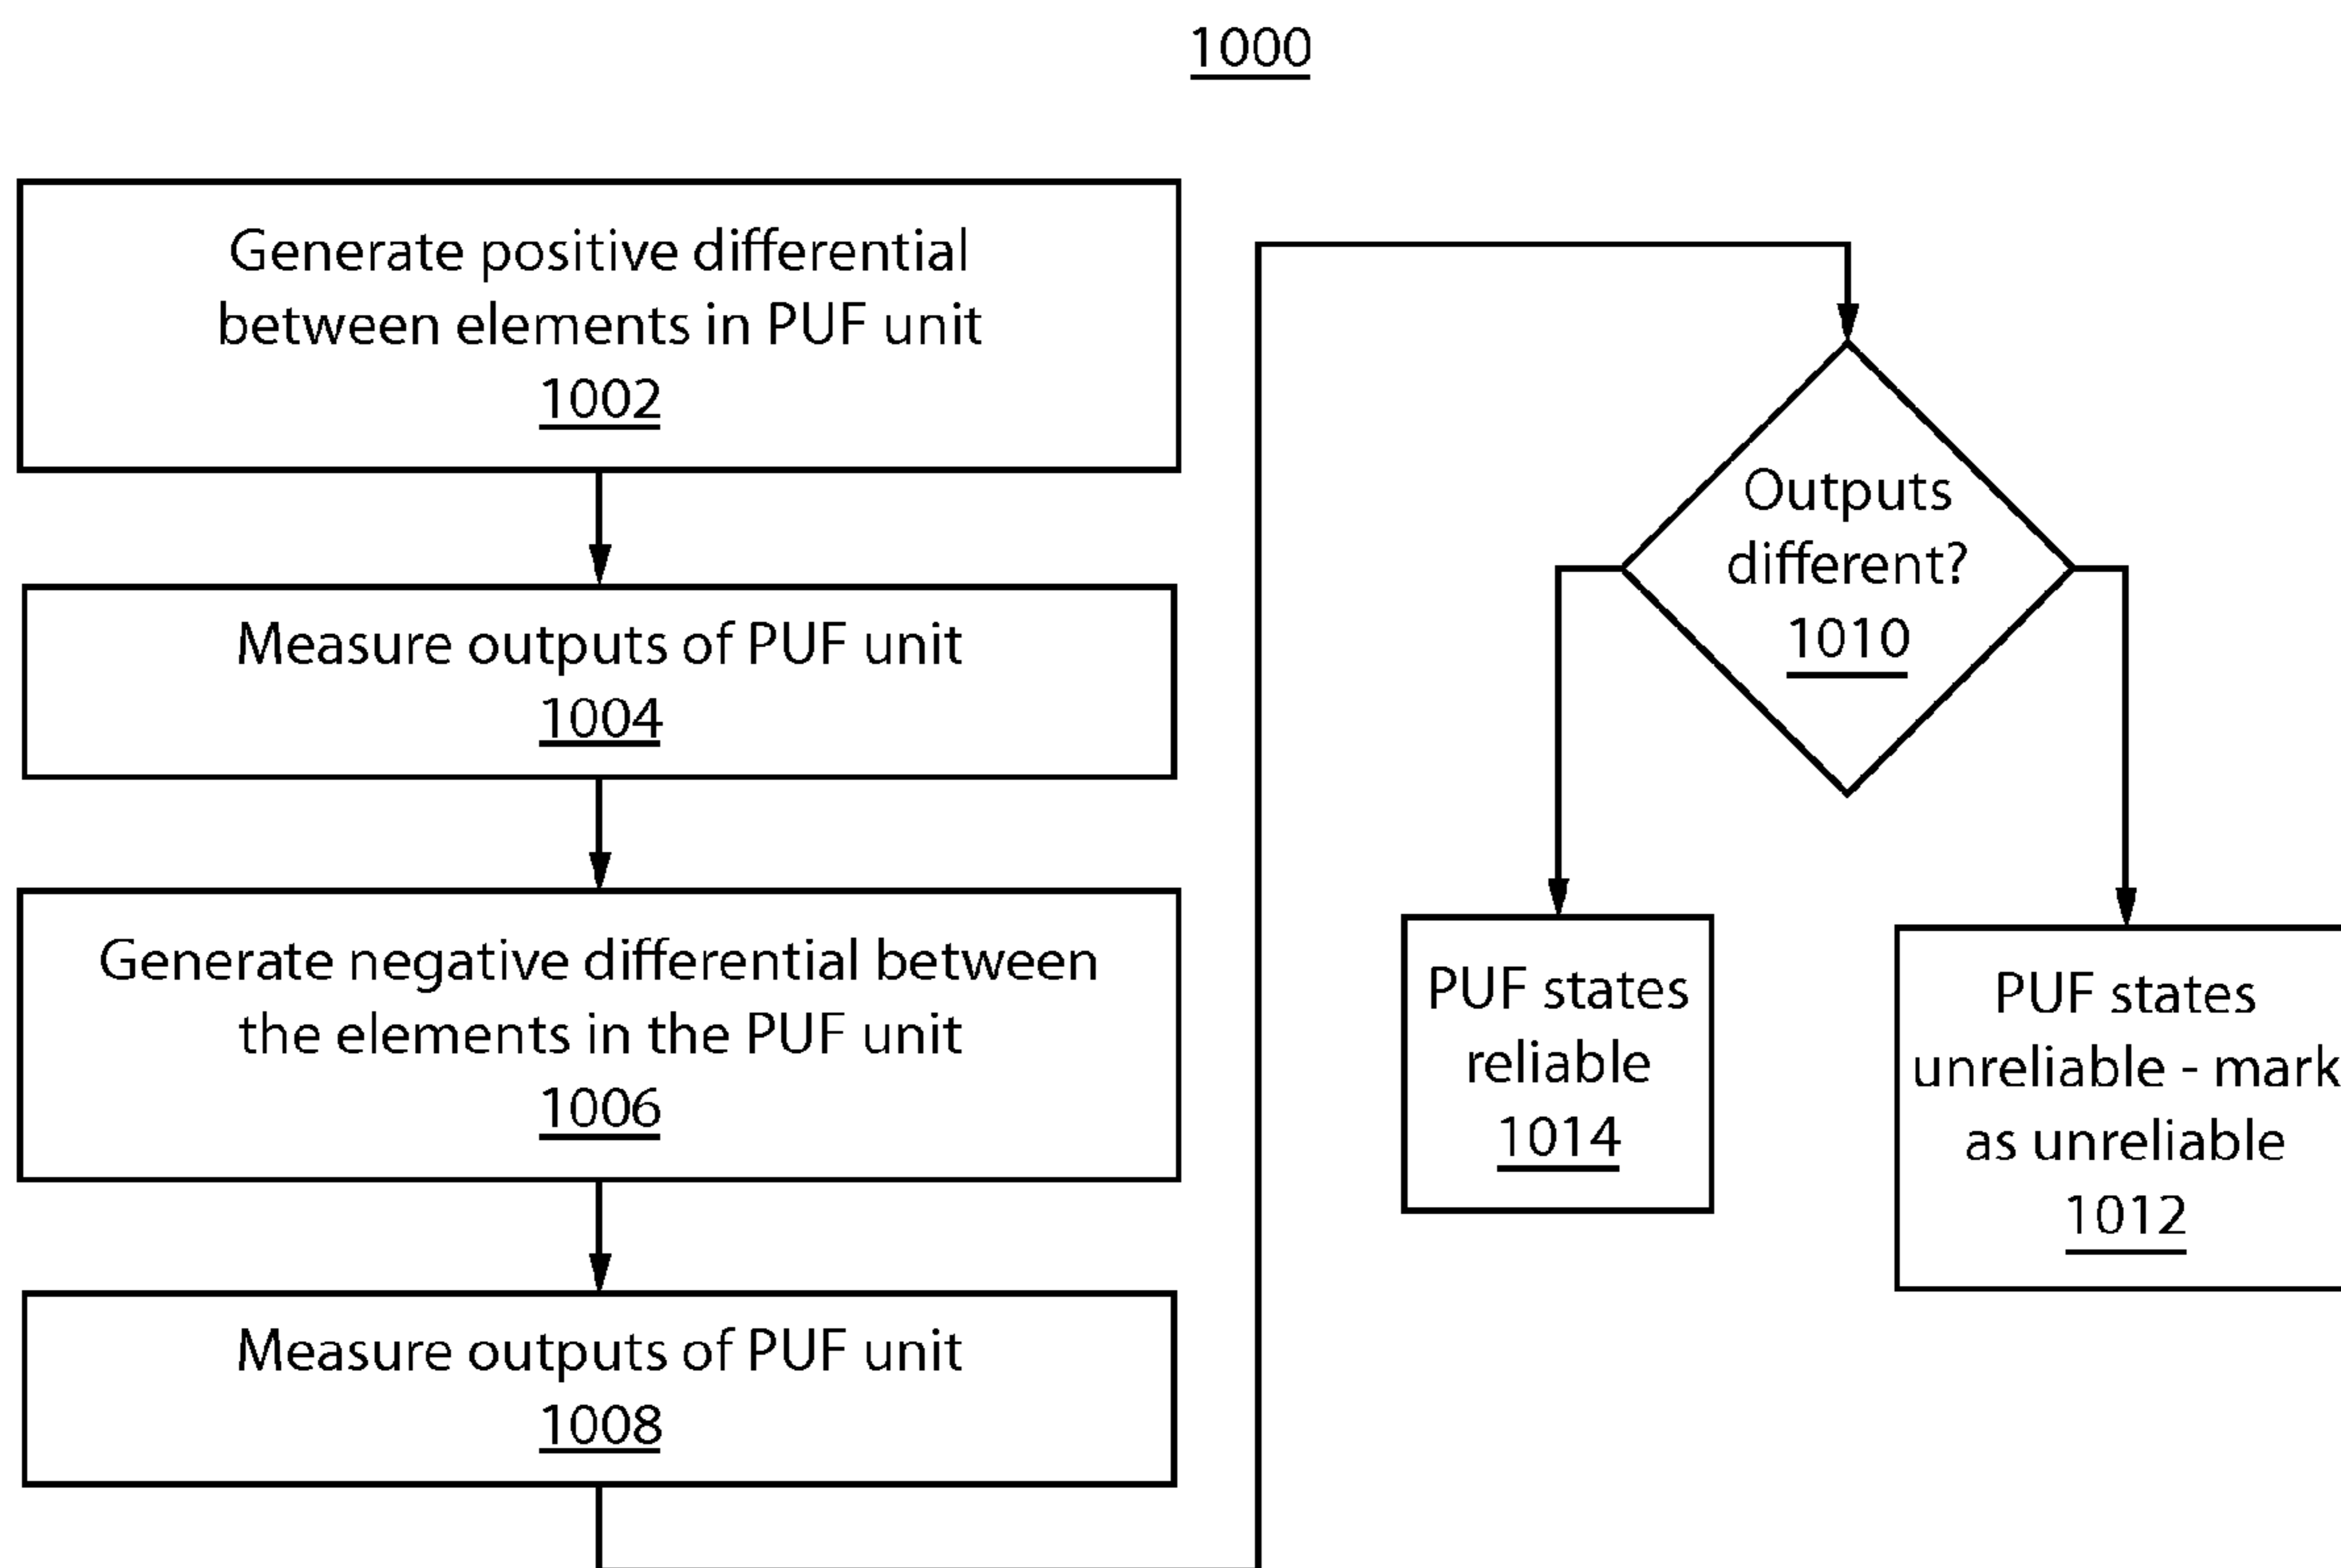 1000
Generate positive differential
between elements in PUF unit
1002
Measure outputs of PUF unit
1004
Generate negative differential between
the elements in the PUF unit
1006
Measure outputs of PUF unit
1008
Outputs
different?
1010
PUF states
reliable
1014
PUF states
unreliable - mark
as unreliable
1012